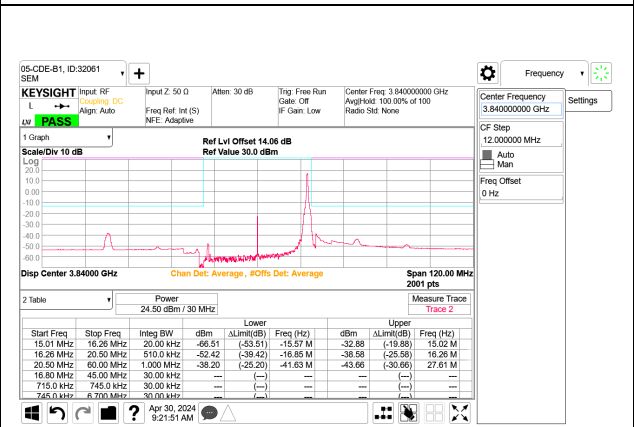 05-CDE-B1, ID:32061
SEM
Frequency
KEYSIGHT Input: RF Input Z: 50 Ω Atten: 30 dB Trig: Free Run Center Freq: 3.840000000 GHz
L Coupling: DC Gate: Off Avg|Hold: 100.00% of 100
Align: Auto Freq Ref: Int (S) IF Gain: Low Radio Std: None
PASS NFE: Adaptive
Center Frequency
3.840000000 GHz
Settings
CF Step
12.000000 MHz
Auto
Man
Freq Offset
0 Hz
1 Graph
Ref Lvl Offset 14.06 dB
Scale/Div 10 dB Ref Value 30.0 dBm
Log
20.0
10.0
0.00
-10.0
-20.0
-30.0
-40.0
-50.0
-60.0
Disp Center 3.84000 GHz Chan Det: Average , #Offs Det: Average Span 120.00 MHz
2001 pts
2 Table Power Measure Trace
24.50 dBm / 30 MHz Trace 2
Lower Upper
Start Freq Stop Freq Integ BW dBm ΔLimit(dB) Freq (Hz) dBm ΔLimit(dB) Freq (Hz)
15.01 MHz 16.26 MHz 20.00 kHz -66.51 (-53.51) -15.57 M -32.88 (-19.88) 15.02 M
16.26 MHz 20.50 MHz 510.0 kHz -52.42 (-39.42) -16.85 M -38.58 (-25.58) 16.26 M
20.50 MHz 60.00 MHz 1.000 MHz -38.20 (-25.20) -41.63 M -43.66 (-30.66) 27.61 M
16.80 MHz 45.00 MHz 30.00 kHz --- (---) --- --- (---) ---
715.0 kHz 745.0 kHz 30.00 kHz --- (---) --- --- (---) ---
745.0 kHz 6.700 MHz 30.00 kHz --- (---) --- --- (---) ---
Apr 30, 2024
9:21:51 AM